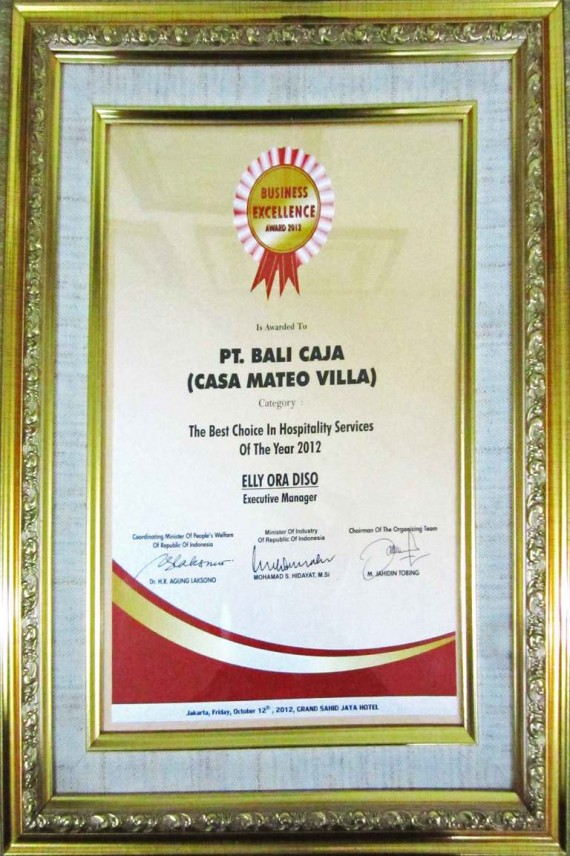 BUSINESS
EXCELLENCE
AWARD 2012
Is Awarded To
PT. BALI CAJA
(CASA MATEO VILLA)
Category :
The Best Choice In Hospitality Services
Of The Year 2012
ELLY ORA DISO
Executive Manager
Coordinating Minister Of People's Welfare
Of Republic Of Indonesia
Dr. H.R. AGUNG LAKSONO
Minister Of Industry
Of Republic Of Indonesia
MOHAMAD S. HIDAYAT, M.Si
Chairman Of The Organizing Team
M. JAHIDIN TOBING
Jakarta, Friday, October 12th, 2012, GRAND SAHID JAYA HOTEL